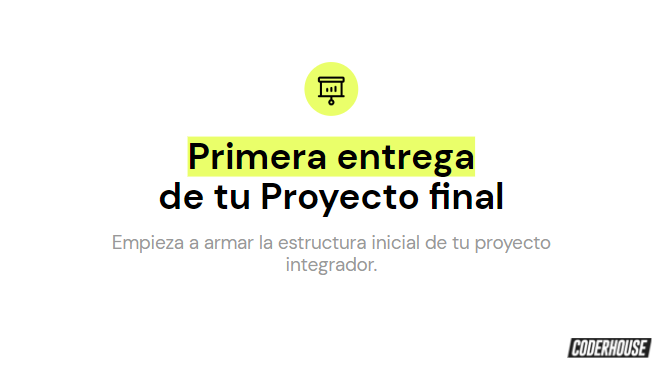 Primera entrega
de tu Proyecto final
Empieza a armar la estructura inicial de tu proyecto
integrador.
CODERHOUSE